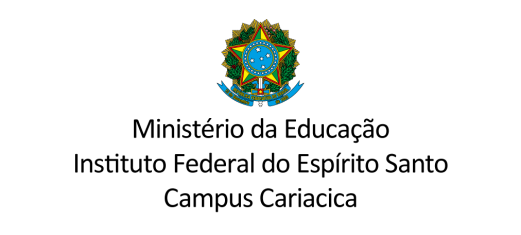 Ministério da Educação
Instituto Federal do Espírito Santo
Campus Cariacica